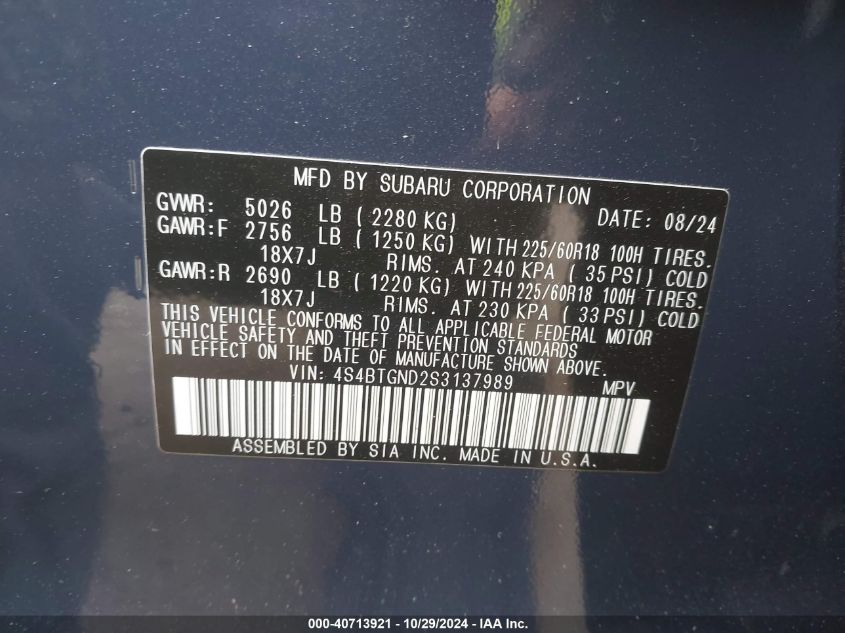 MFD BY SUBARU CORPORATION
GVWR: 5026 LB ( 2280 KG) DATE: 08/24
GAWR:F 2756 LB ( 1250 KG) WITH 225/60R18 100H TIRES.
18X7J RIMS. AT 240 KPA ( 35 PSI) COLD
GAWR:R 2690 LB ( 1220 KG) WITH 225/60R18 100H TIRES.
18X7J RIMS. AT 230 KPA ( 33 PSI) COLD
THIS VEHICLE CONFORMS TO ALL APPLICABLE FEDERAL MOTOR
VEHICLE SAFETY AND THEFT PREVENTION STANDARDS
IN EFFECT ON THE DATE OF MANUFACTURE SHOWN ABOVE.
VIN: 4S4BTGND2S3137989 MPV
ASSEMBLED BY SIA INC. MADE IN U.S.A.
000-40713921 - 10/29/2024 - IAA Inc.